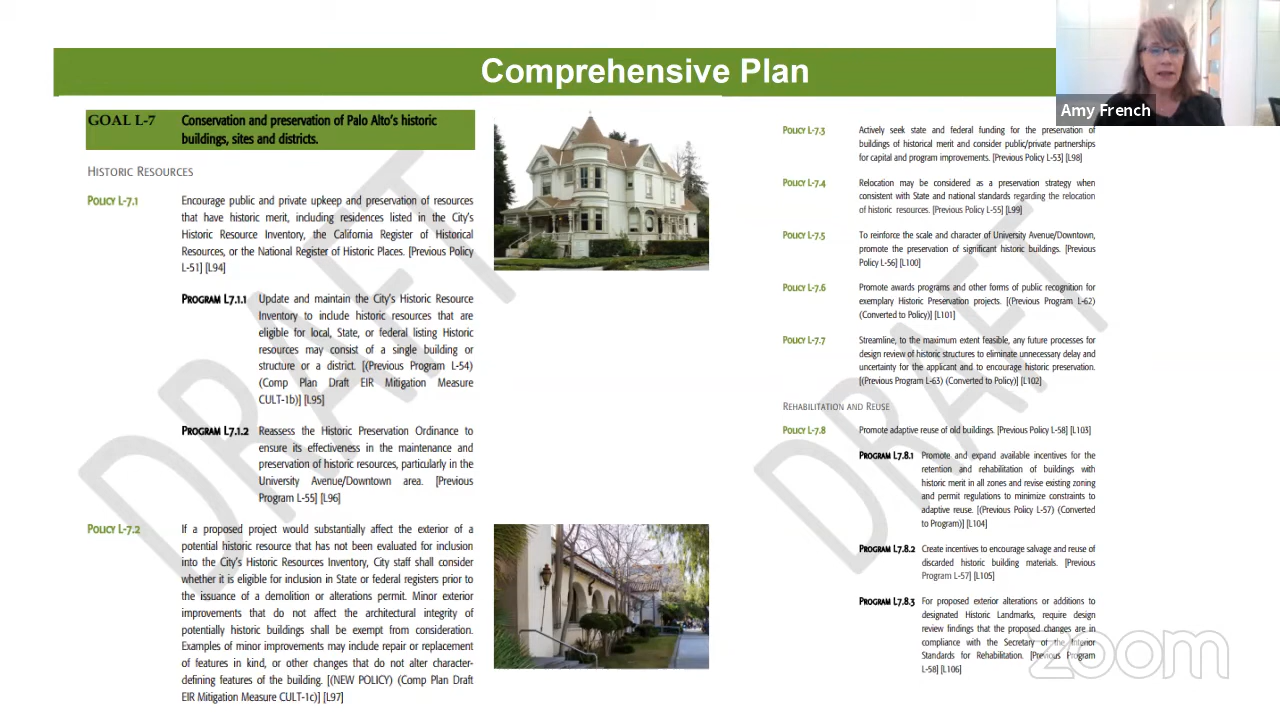 Comprehensive Plan
Amy French
GOAL L-7 Conservation and preservation of Palo Alto's historic
buildings, sites and districts.
HISTORIC RESOURCES
POLICY L-7.1 Encourage public and private upkeep and preservation of resources
that have historic merit, including residences listed in the City's
Historic Resource Inventory, the California Register of Historical
Resources, or the National Register of Historic Places. [Previous Policy
L-51] [L94]
PROGRAM L7.1.1 Update and maintain the City's Historic Resource
Inventory to include historic resources that are
eligible for local, State, or federal listing Historic
resources may consist of a single building or
structure or a district. [(Previous Program L-54)
(Comp Plan Draft EIR Mitigation Measure
CULT-1b)] [L95]
PROGRAM L7.1.2 Reassess the Historic Preservation Ordinance to
ensure its effectiveness in the maintenance and
preservation of historic resources, particularly in the
University Avenue/Downtown area. [Previous
Program L-55] [L96]
POLICY L-7.2 If a proposed project would substantially affect the exterior of a
potential historic resource that has not been evaluated for inclusion
into the City's Historic Resources Inventory, City staff shall consider
whether it is eligible for inclusion in State or federal registers prior to
the issuance of a demolition or alterations permit. Minor exterior
improvements that do not affect the architectural integrity of
potentially historic buildings shall be exempt from consideration.
Examples of minor improvements may include repair or replacement
of features in kind, or other changes that do not alter character-
defining features of the building. [(NEW POLICY) (Comp Plan Draft
EIR Mitigation Measure CULT-1c)] [L97]
DRAFT
POLICY L-7.3 Actively seek state and federal funding for the preservation of
buildings of historical merit and consider public/private partnerships
for capital and program improvements. [Previous Policy L-53] [L98]
POLICY L-7.4 Relocation may be considered as a preservation strategy when
consistent with State and national standards regarding the relocation
of historic resources. [Previous Policy L-55] [L99]
POLICY L-7.5 To reinforce the scale and character of University Avenue/Downtown,
promote the preservation of significant historic buildings. [Previous
Policy L-56] [L100]
POLICY L-7.6 Promote awards programs and other forms of public recognition for
exemplary Historic Preservation projects. [(Previous Program L-62)
(Converted to Policy)] [L101]
POLICY L-7.7 Streamline, to the maximum extent feasible, any future processes for
design review of historic structures to eliminate unnecessary delay and
uncertainty for the applicant and to encourage historic preservation.
[(Previous Program L-63) (Converted to Policy)] [L102]
REHABILITATION AND REUSE
POLICY L-7.8 Promote adaptive reuse of old buildings. [Previous Policy L-58] [L103]
PROGRAM L7.8.1 Promote and expand available incentives for the
retention and rehabilitation of buildings with
historic merit in all zones and revise existing zoning
and permit regulations to minimize constraints to
adaptive reuse. [(Previous Policy L-57) (Converted
to Program)] [L104]
PROGRAM L7.8.2 Create incentives to encourage salvage and reuse of
discarded historic building materials. [Previous
Program L-57] [L105]
PROGRAM L7.8.3 For proposed exterior alterations or additions to
designated Historic Landmarks, require design
review findings that the proposed changes are in
compliance with the Secretary of the Interior
Standards for Rehabilitation. [Previous Program
L-58] [L106]
DRAFT
zoom